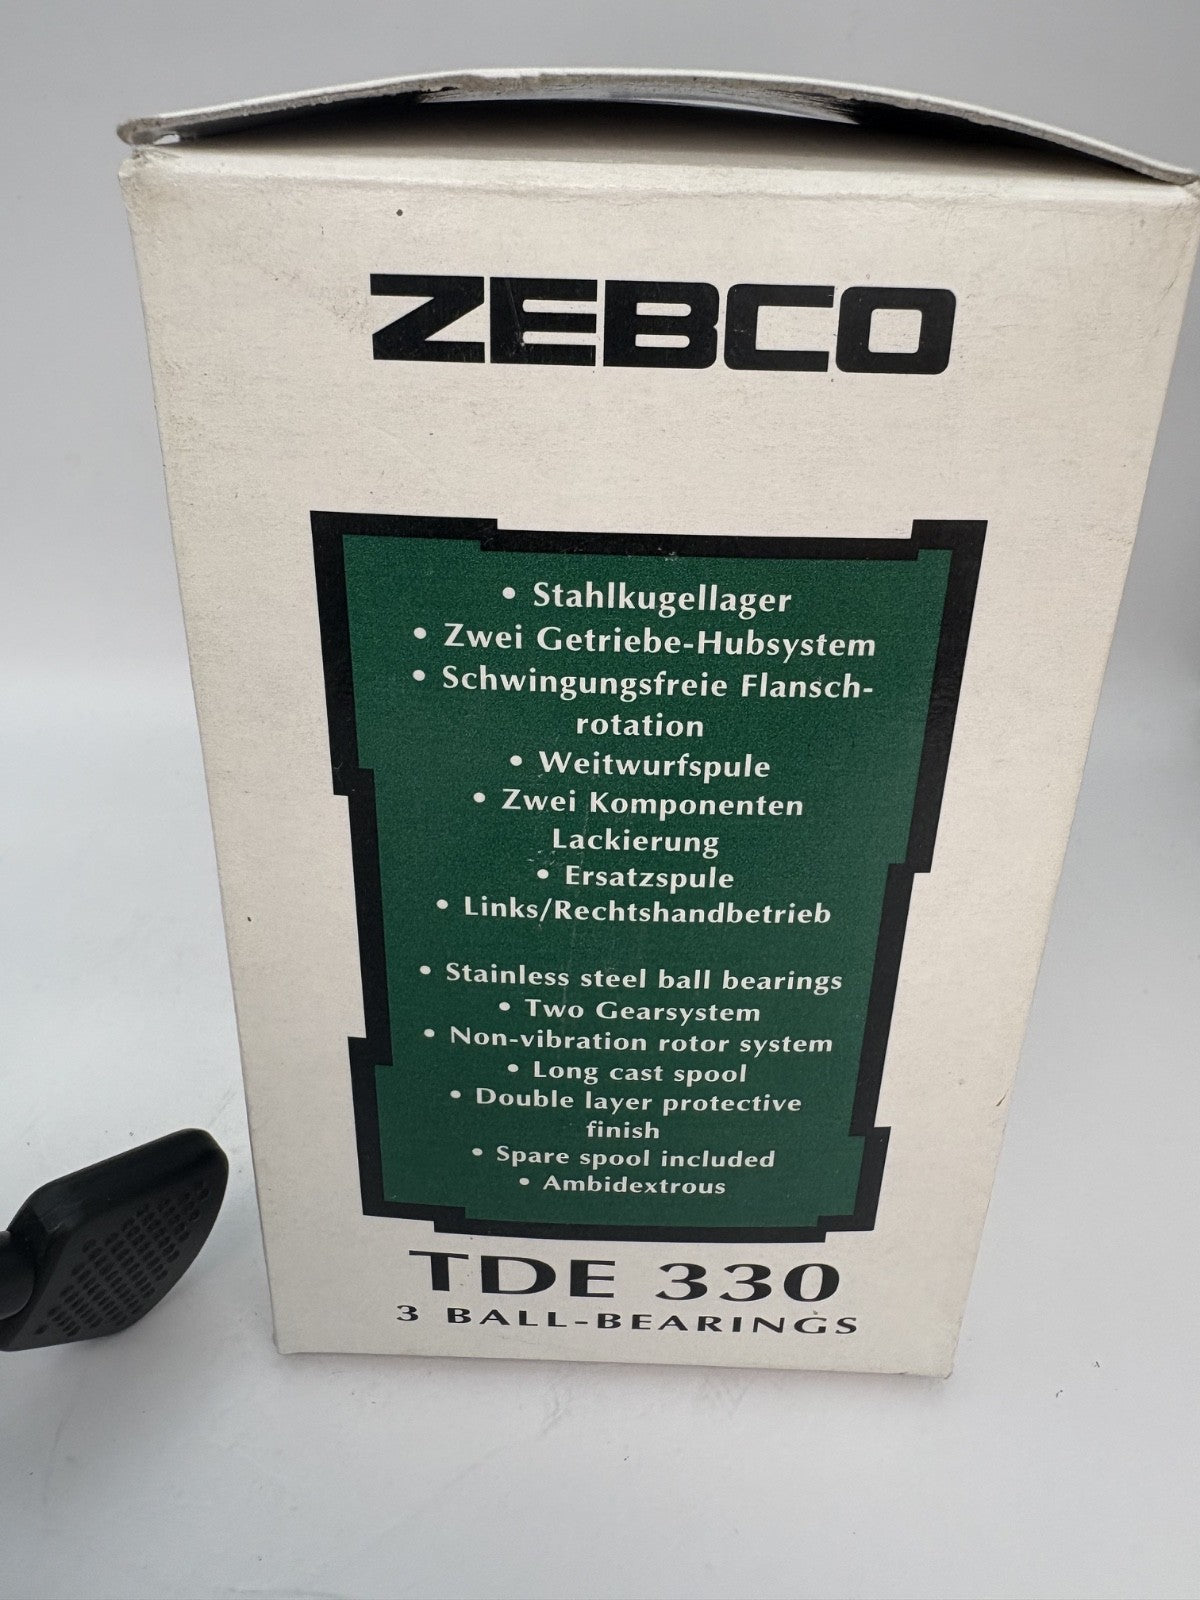 ZEBCO
• Stahlkugellager
• Zwei Getriebe-Hubsystem
• Schwingungsfreie Flansch-
rotation
• Weitwurfspule
• Zwei Komponenten
Lackierung
• Ersatzspule
• Links/Rechtshandbetrieb
• Stainless steel ball bearings
• Two Gearsystem
• Non-vibration rotor system
• Long cast spool
• Double layer protective
finish
• Spare spool included
• Ambidextrous
TDE 330
3 BALL-BEARINGS